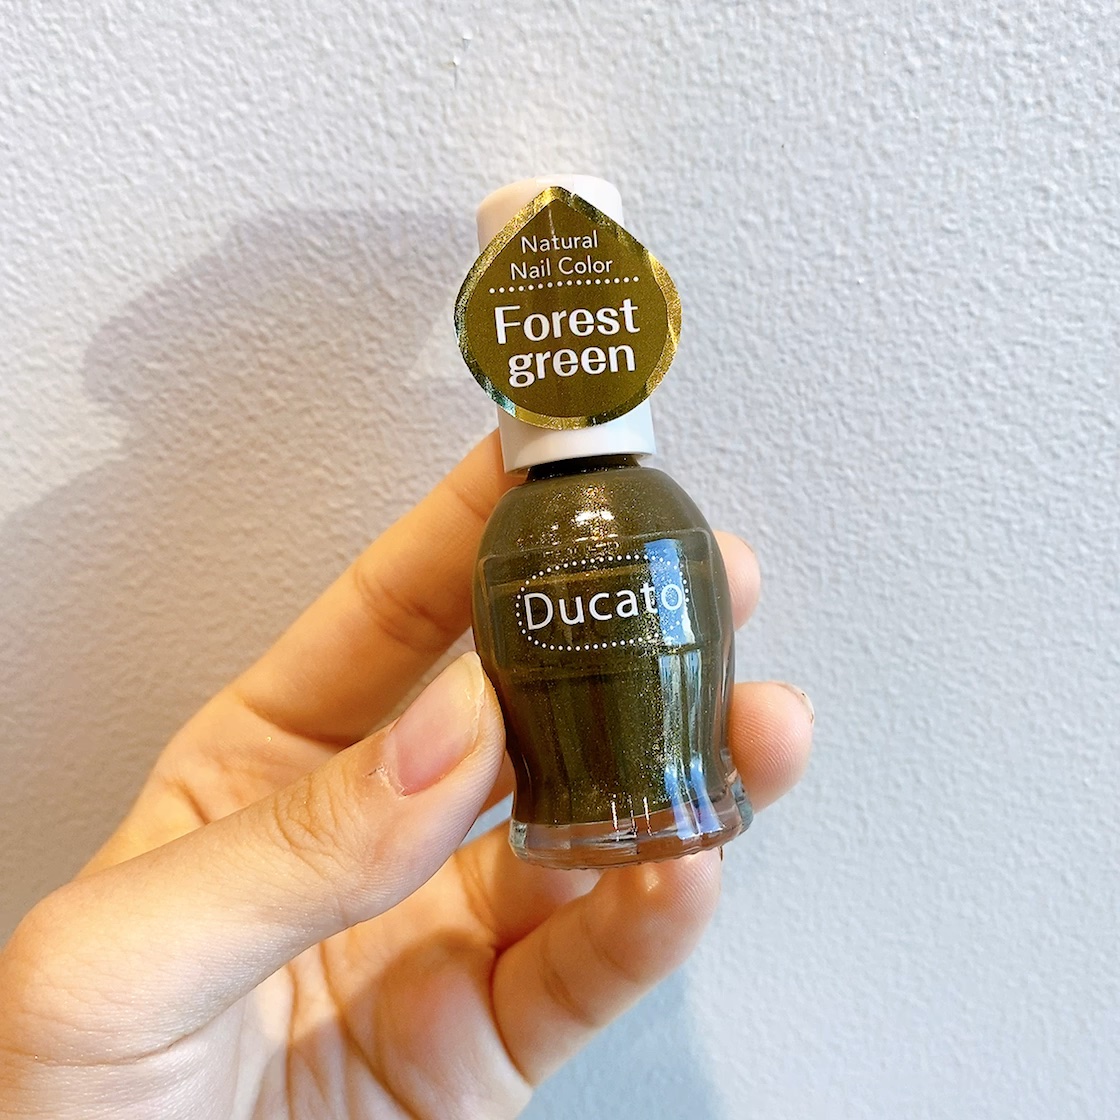 Natural
Nail Color
Forest
green
Ducato